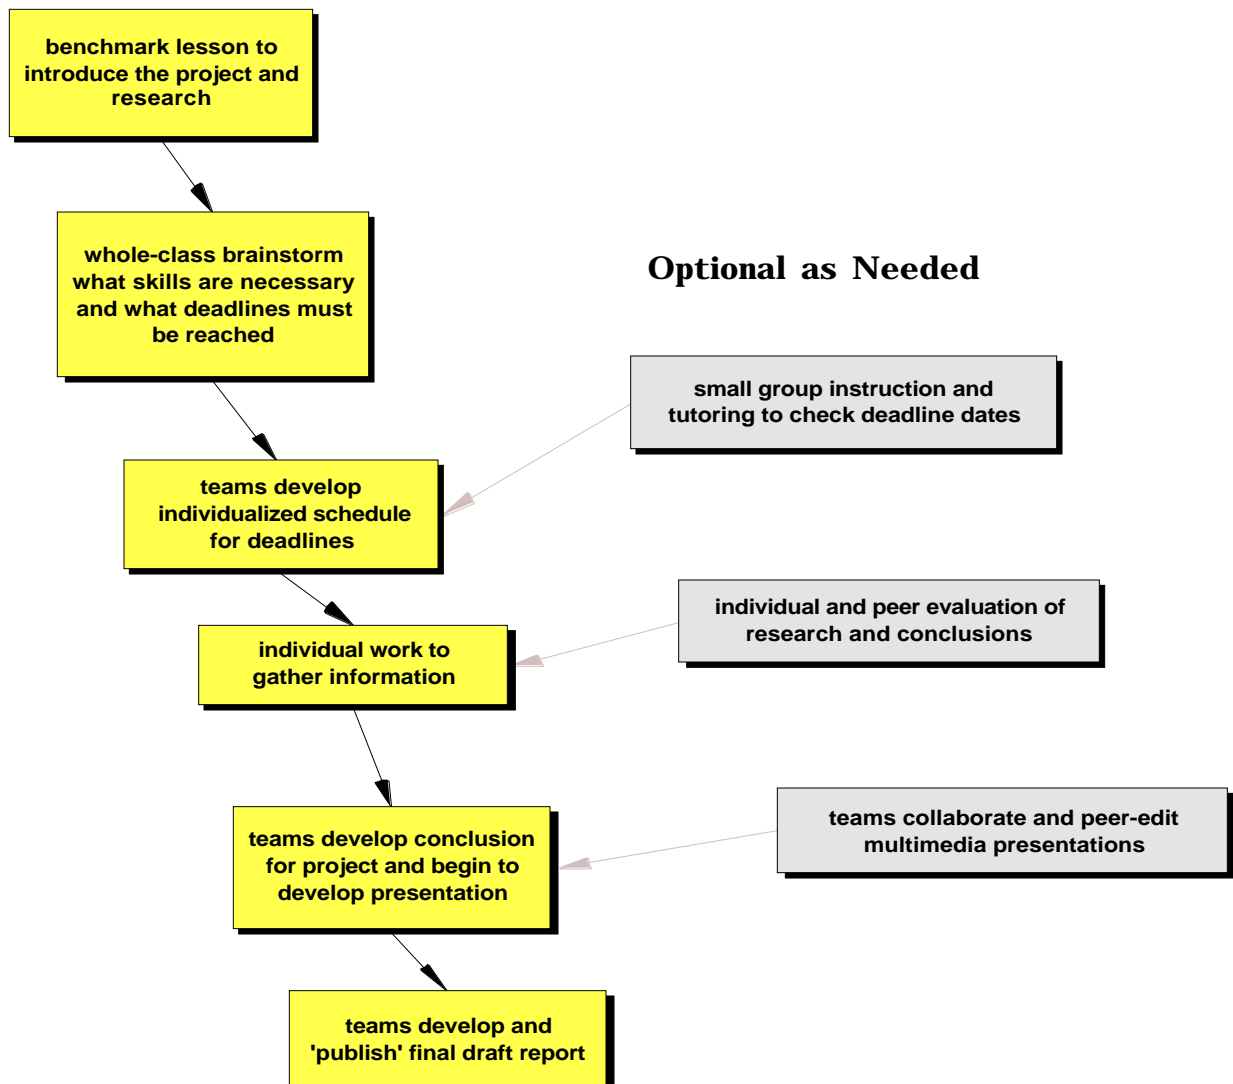 benchmark lesson to
introduce the project and
research
whole-class brainstorm
what skills are necessary
and what deadlines must
be reached
Optional as Needed
small group instruction and
tutoring to check deadline dates
teams develop
individualized schedule
for deadlines
individual and peer evaluation of
research and conclusions
individual work to
gather information
teams collaborate and peer-edit
multimedia presentations
teams develop conclusion
for project and begin to
develop presentation
teams develop and
'publish' final draft report